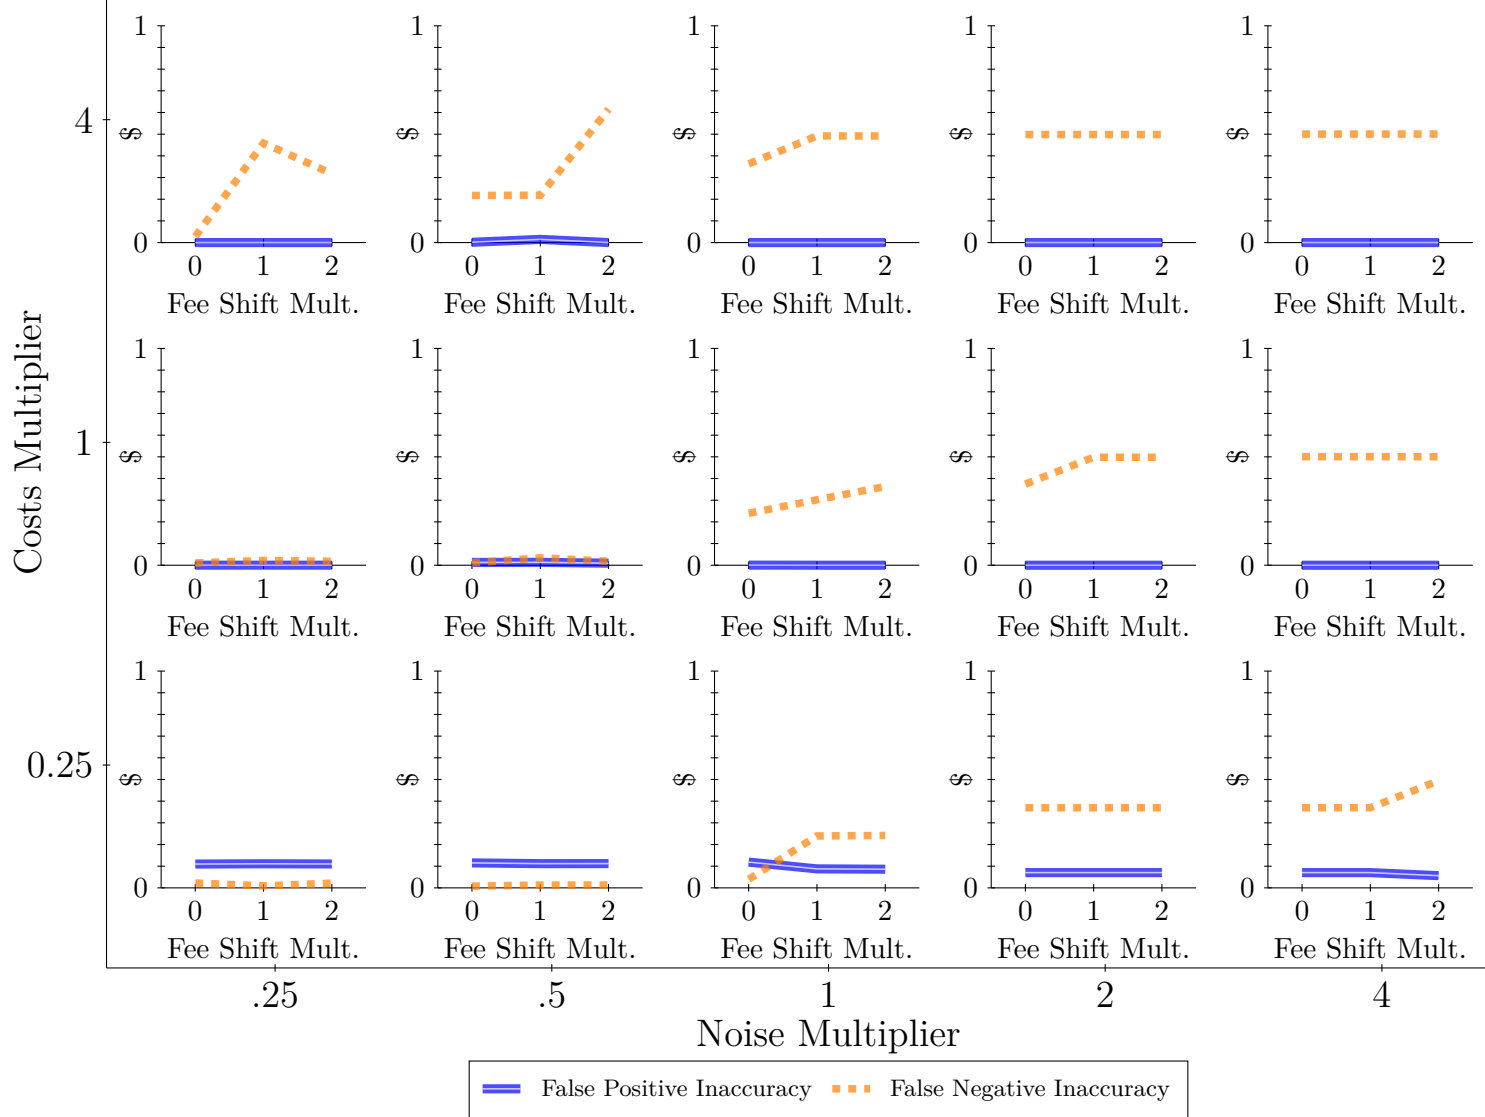 1 1 1 1 1
4 $ $ $ $ $
0 0 0 0 0
0 1 2 0 1 2 0 1 2 0 1 2 0 1 2
Fee Shift Mult. Fee Shift Mult. Fee Shift Mult. Fee Shift Mult. Fee Shift Mult.
Costs Multiplier
1 1 1 1 1
1 $ $ $ $ $
0 0 0 0 0
0 1 2 0 1 2 0 1 2 0 1 2 0 1 2
Fee Shift Mult. Fee Shift Mult. Fee Shift Mult. Fee Shift Mult. Fee Shift Mult.
1 1 1 1 1
0.25 $ $ $ $ $
0 0 0 0 0
0 1 2 0 1 2 0 1 2 0 1 2 0 1 2
Fee Shift Mult. Fee Shift Mult. Fee Shift Mult. Fee Shift Mult. Fee Shift Mult.
.25 .5 1 2 4
Noise Multiplier
False Positive Inaccuracy False Negative Inaccuracy